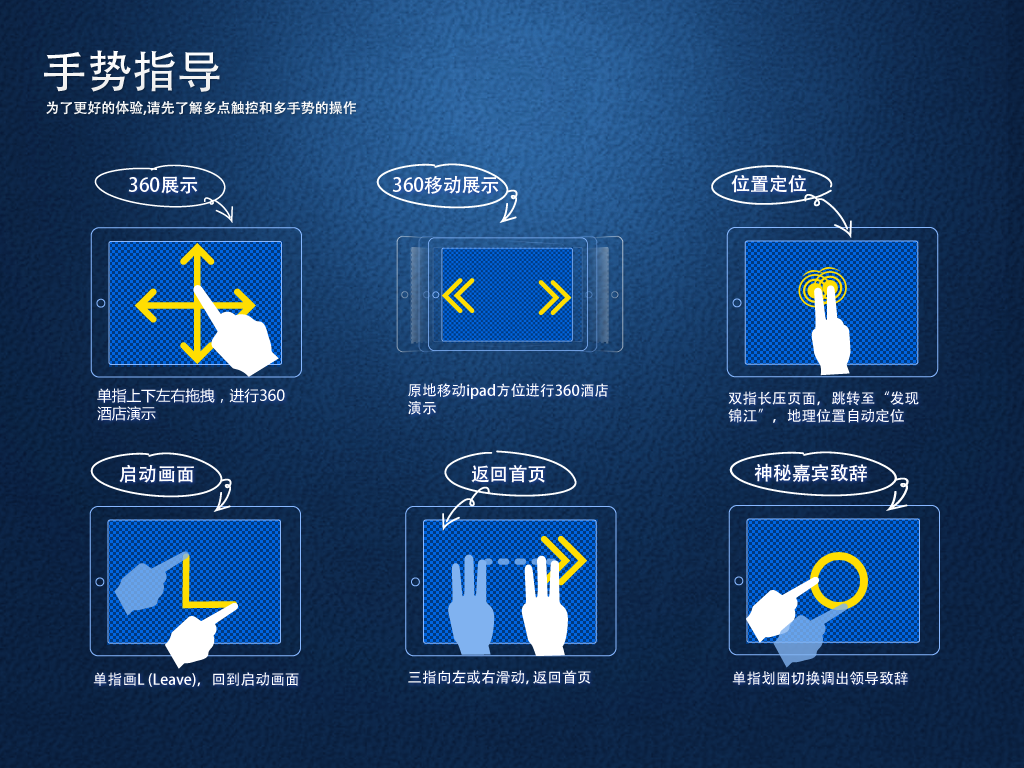 手势指导
为了更好的体验,请先了解多点触控和多手势的操作
360展示
360移动展示
位置定位
单指上下左右拖拽，进行360
酒店演示
原地移动ipad方位进行360酒店
演示
双指长压页面，跳转至“发现
锦江”，地理位置自动定位
启动画面
返回首页
神秘嘉宾致辞
单指画L (Leave)，回到启动画面
三指向左或右滑动, 返回首页
单指划圈切换调出领导致辞